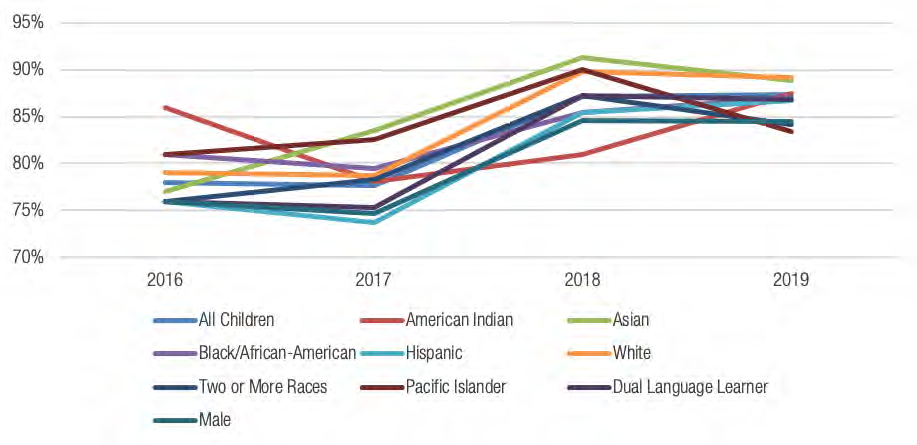 95%
90%
85%
80%
75%
70%
2016 2017 2018 2019
All Children American Indian Asian
Black/African-American Hispanic White
Two or More Races Pacific Islander Dual Language Learner
Male